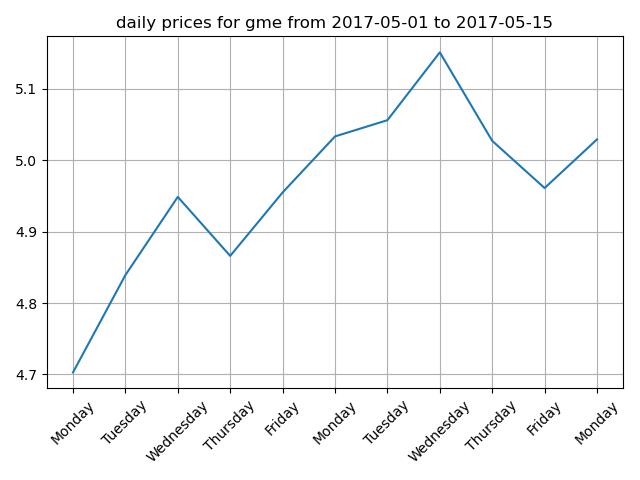 daily prices for gme from 2017-05-01 to 2017-05-15
5.1
5.0
4.9
4.8
4.7
Monday
Tuesday
Wednesday
Thursday
Friday
Monday
Tuesday
Wednesday
Thursday
Friday
Monday